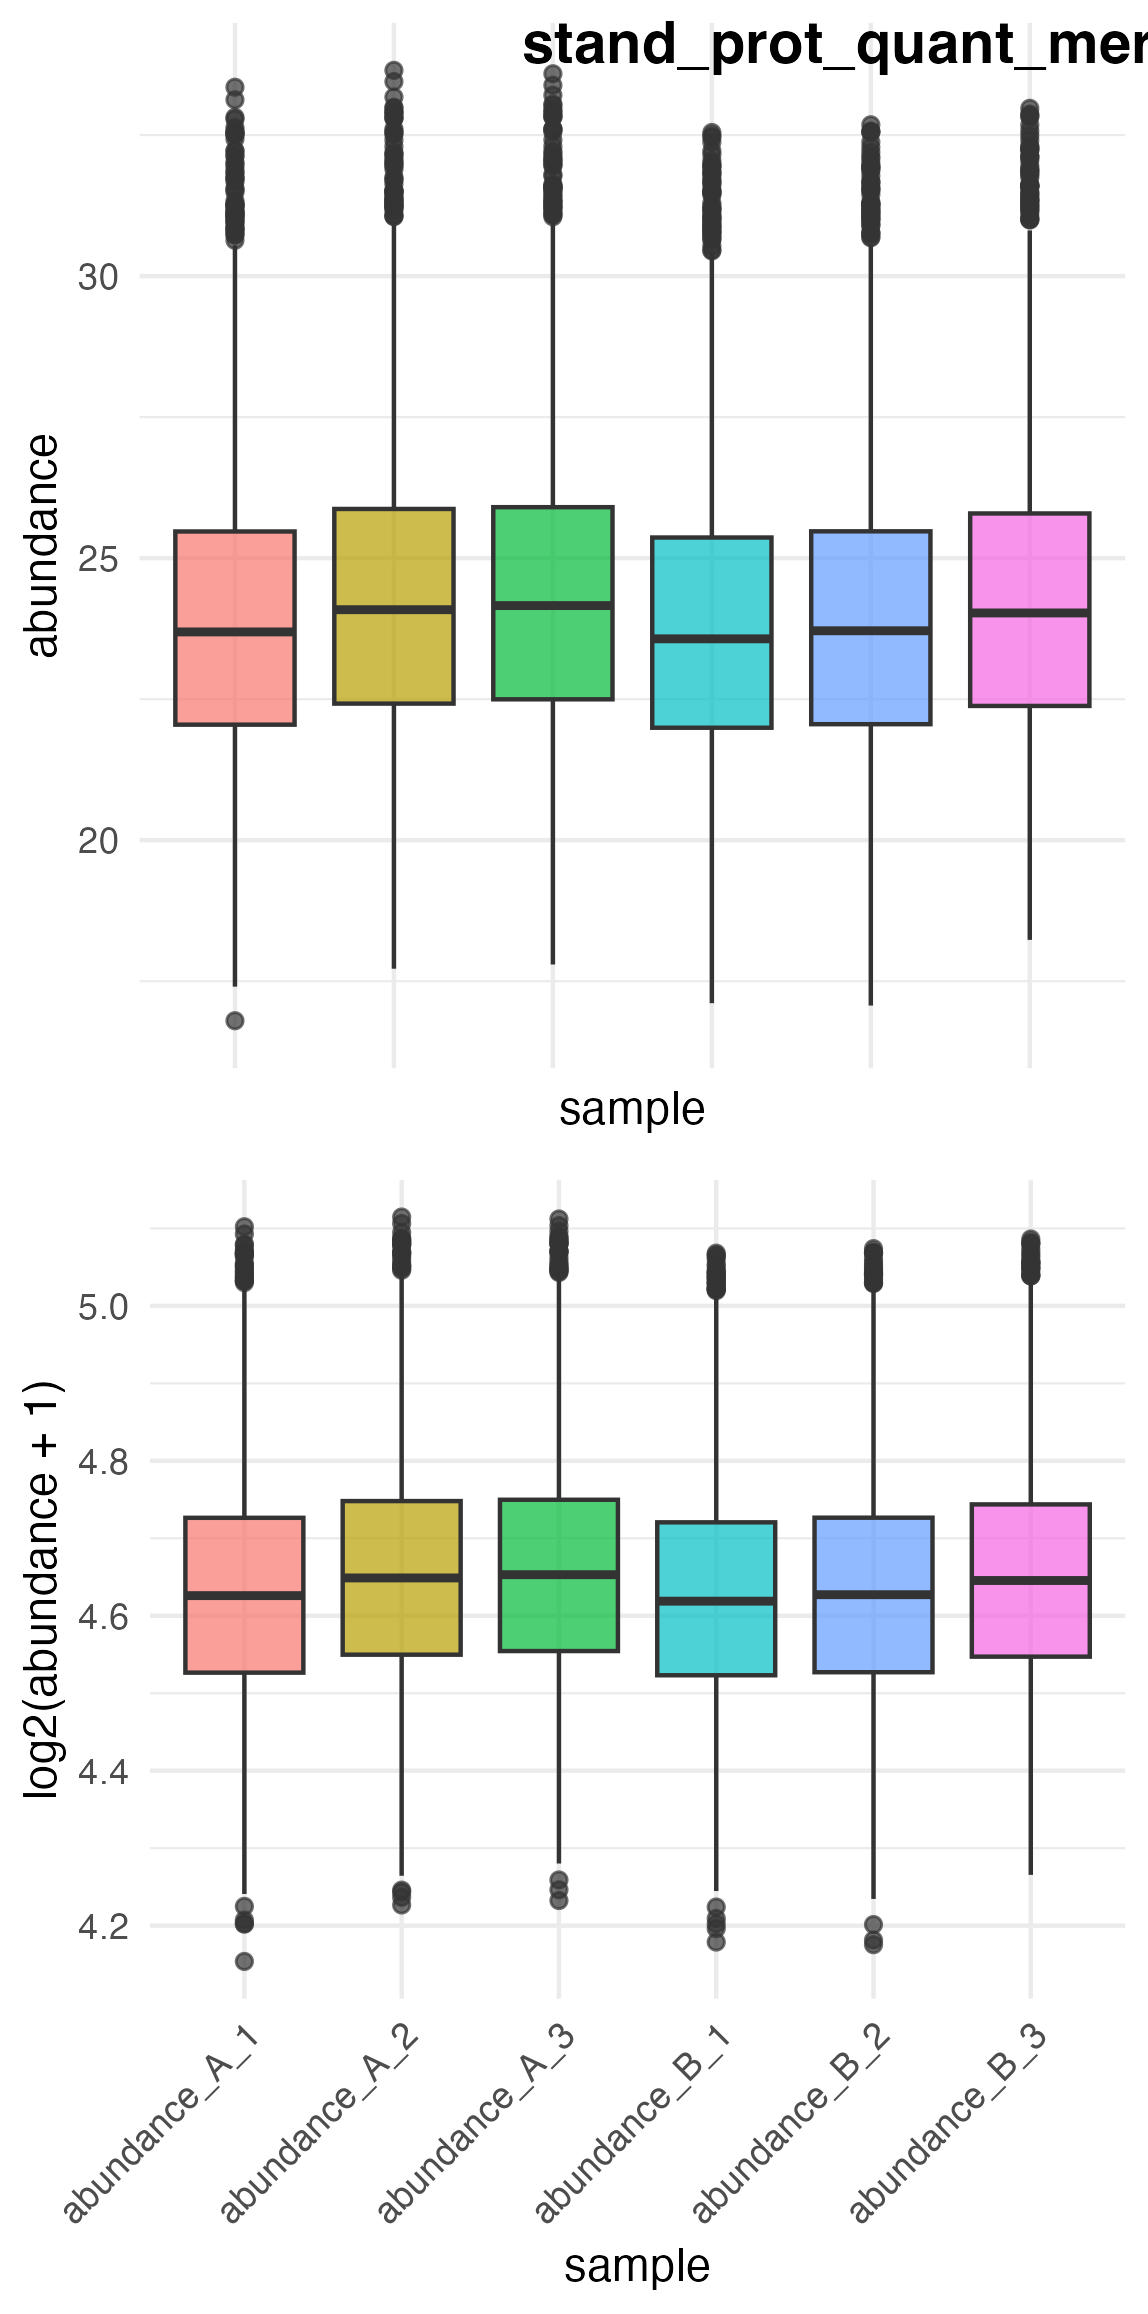 stand_prot_quant_mer
abundance
30
25
20
sample
log2(abundance + 1)
5.0
4.8
4.6
4.4
4.2
abundance_A_1
abundance_A_2
abundance_A_3
abundance_B_1
abundance_B_2
abundance_B_3
sample